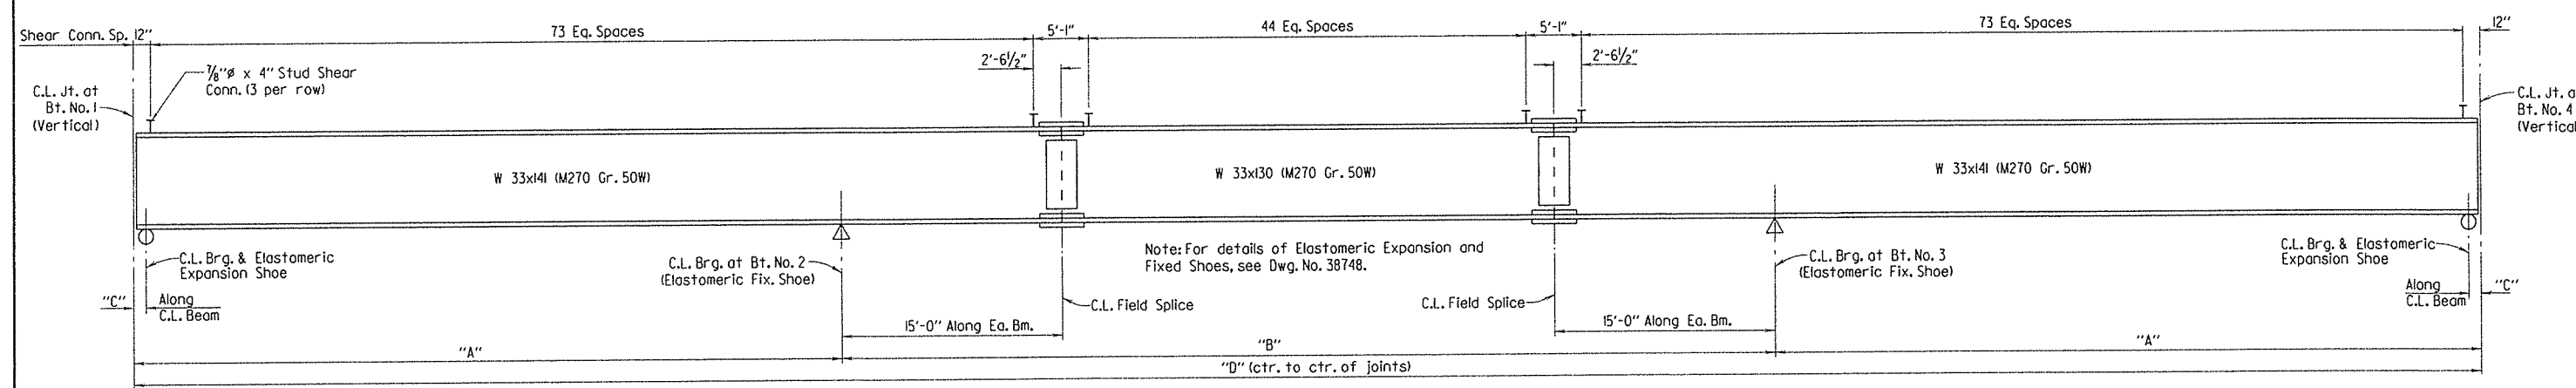 Shear Conn. Sp. 12"
73 Eq. Spaces
5'-1"
44 Eq. Spaces
5'-1"
73 Eq. Spaces
12"
2'-6½"
2'-6½"
⅞"ø x 4" Stud Shear
Conn. (3 per row)
C.L. Jt. at
Bt. No. 1
(Vertical)
C.L. Jt. a
Bt. No. 4
(Vertical
W 33x141 (M270 Gr. 50W)
W 33x130 (M270 Gr. 50W)
W 33x141 (M270 Gr. 50W)
C.L. Brg. & Elastomeric
Expansion Shoe
C.L. Brg. at Bt. No. 2
(Elastomeric Fix. Shoe)
Note: For details of Elastomeric Expansion and
Fixed Shoes, see Dwg. No. 38748.
C.L. Brg. at Bt. No. 3
(Elastomeric Fix. Shoe)
C.L. Brg. & Elastomeric
Expansion Shoe
"C"
Along
C.L. Beam
C.L. Field Splice
C.L. Field Splice
Along
C.L. Beam
"C"
15'-0" Along Ea. Bm.
15'-0" Along Ea. Bm.
"A"
"B"
"A"
"D" (ctr. to ctr. of joints)